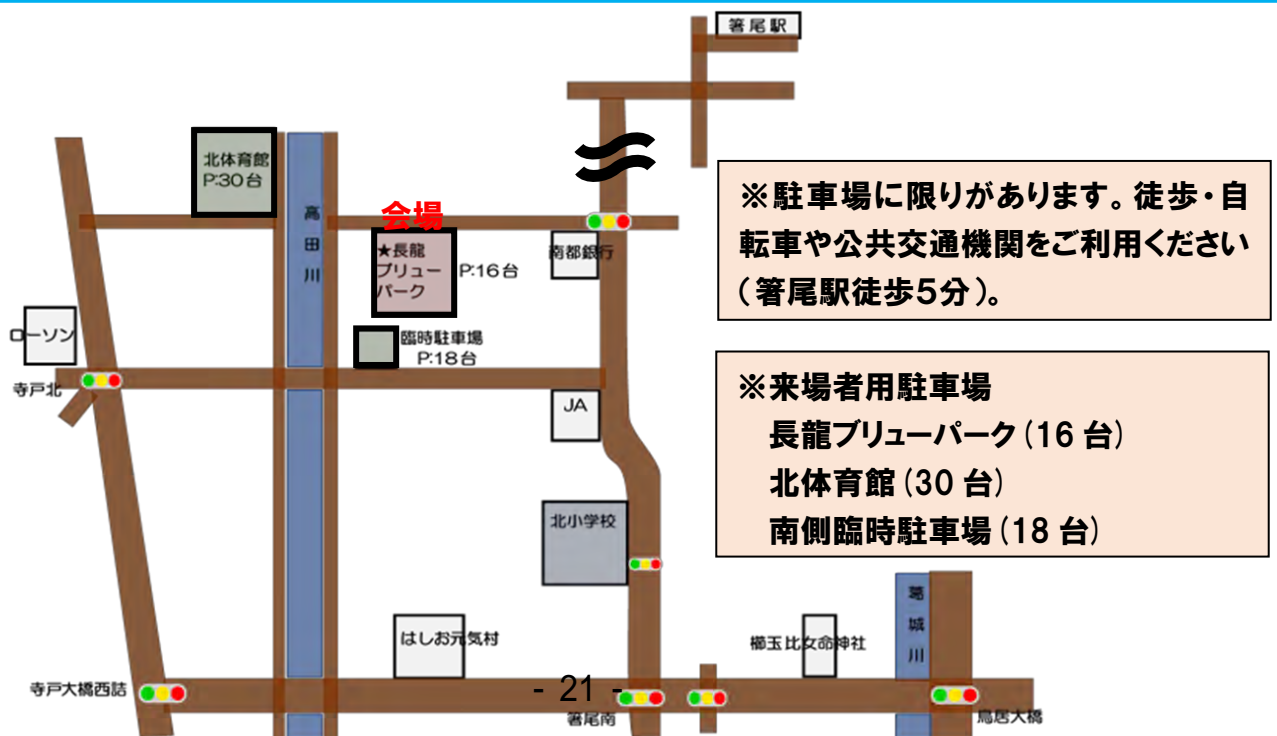 箸尾駅
北体育館
P:30台
高田川
会場
★長龍
ブリュー
パーク
P:16台
南都銀行
※駐車場に限りがあります。徒歩・自
転車や公共交通機関をご利用ください
(箸尾駅徒歩5分)。
ローソン
臨時駐車場
P:18台
寺戸北
JA
※来場者用駐車場
長龍ブリューパーク(16台)
北体育館(30台)
南側臨時駐車場(18台)
北小学校
葛城川
はしお元気村
櫛玉比女命神社
寺戸大橋西詰
- 21 -
箸尾南
鳥居大橋